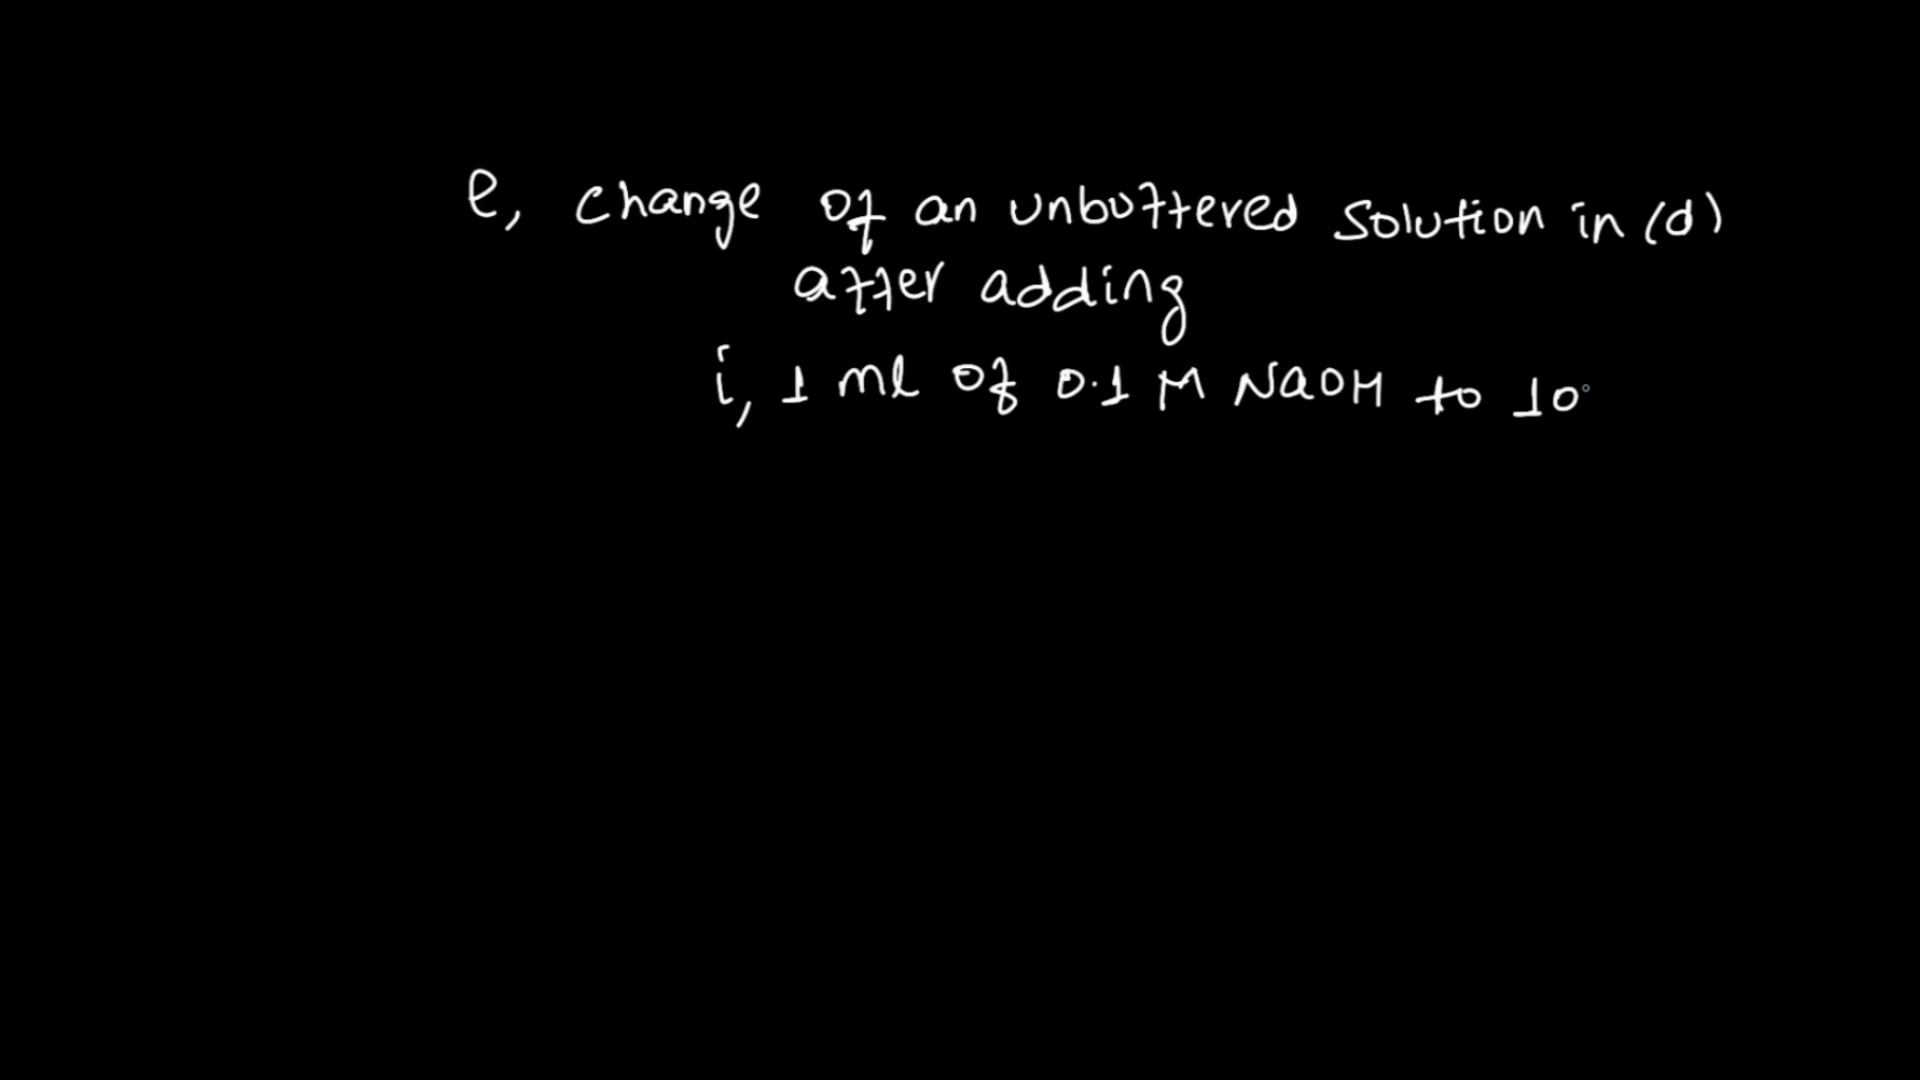 e, change of an unbuffered solution in (d)
after adding
i, 1 ml of 0.1 M NaOH to 10